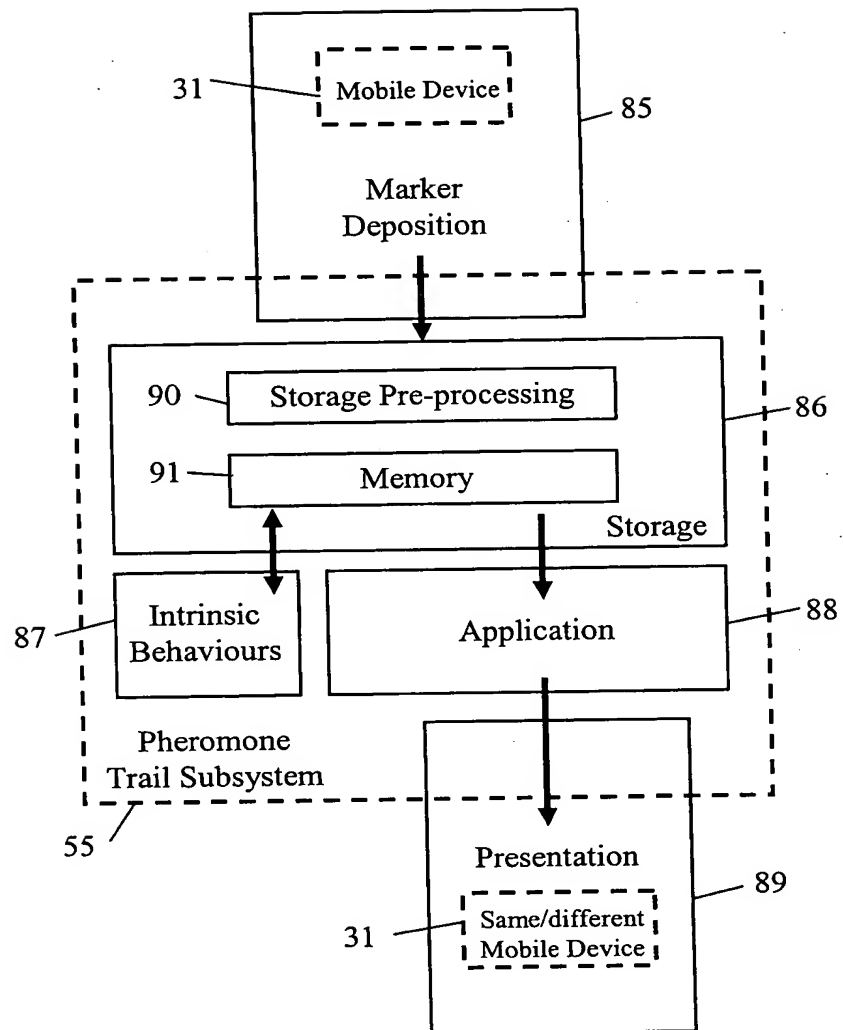 31
Mobile Device
85
Marker
Deposition
90
Storage Pre-processing
86
91
Memory
Storage
87
Intrinsic
Behaviours
Application
88
Pheromone
Trail Subsystem
55
Presentation
89
31
Same/different
Mobile Device